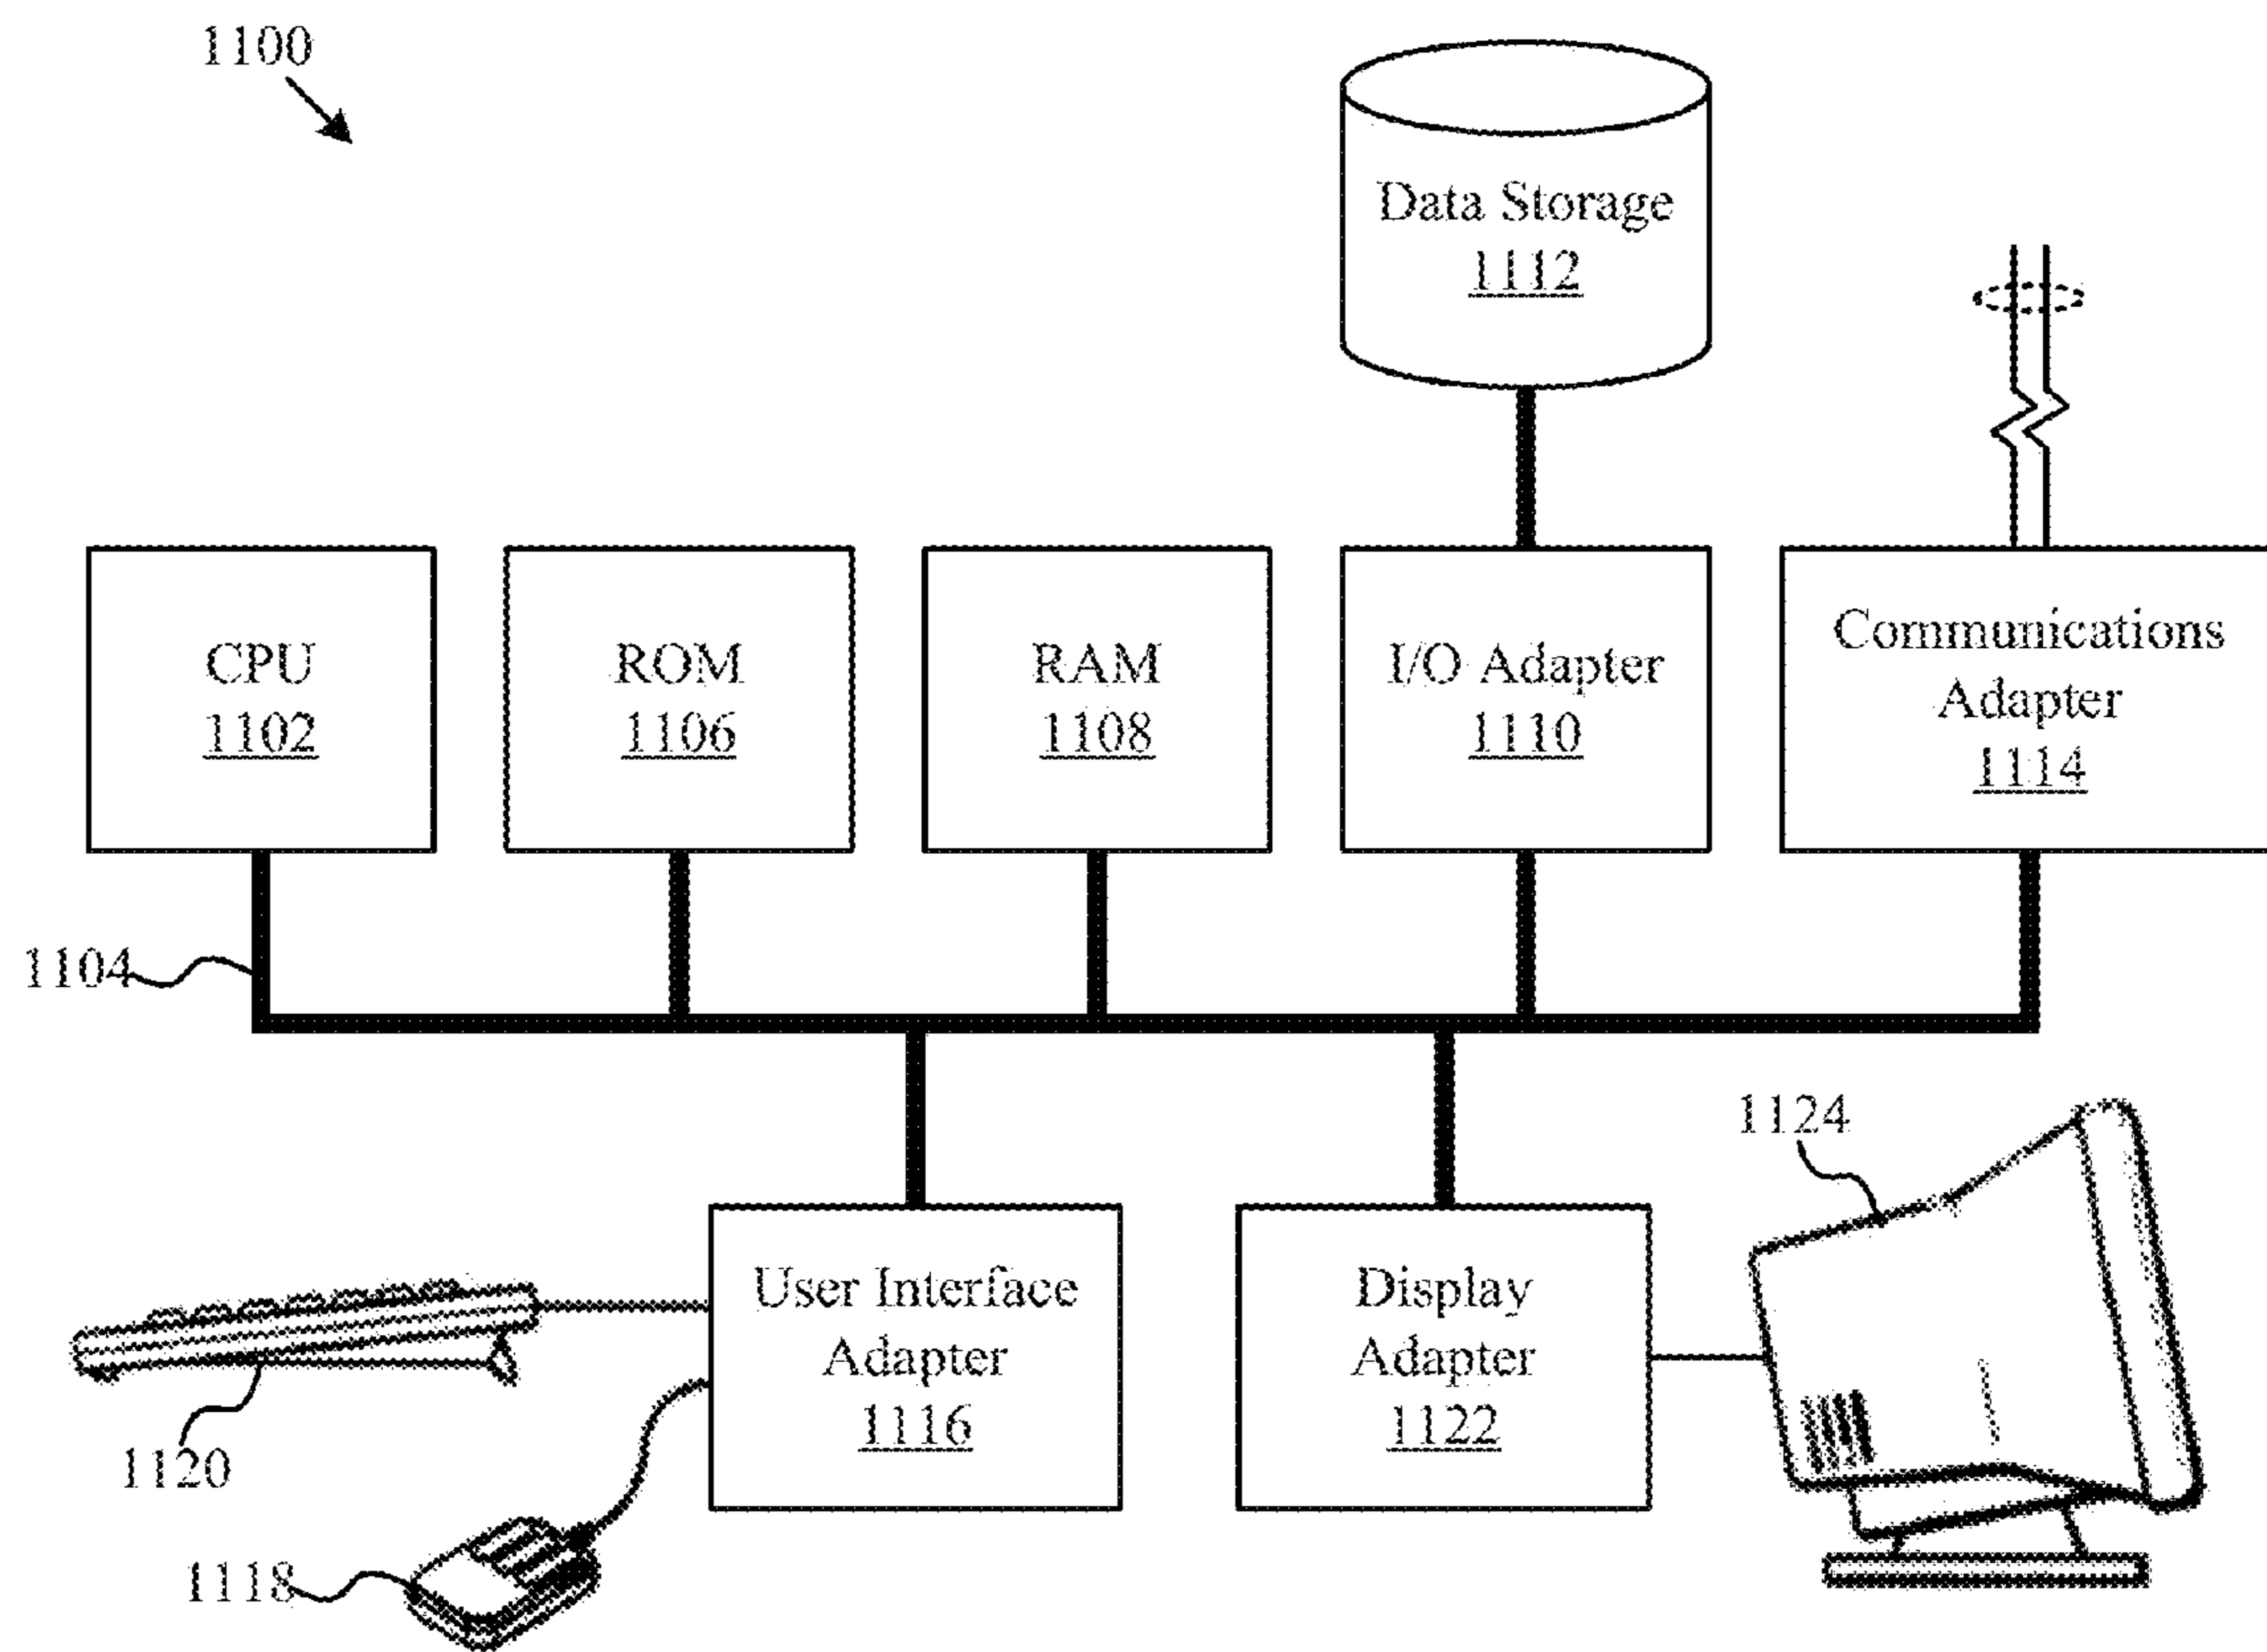 1100
Data Storage
1112
CPU
1102
ROM
1106
RAM
1108
I/O Adapter
1110
Communications
Adapter
1114
1104
1124
User Interface
Adapter
1116
Display
Adapter
1122
1120
1118